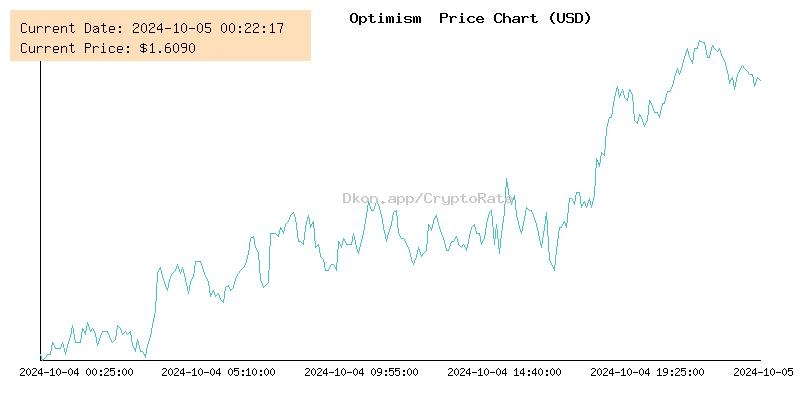 Optimism  Price Chart (USD)
Current Date: 2024-10-05 00:22:17
Current Price: $1.6090
Dkon.app/CryptoRate
2024-10-04 00:25:00
2024-10-04 05:10:00
2024-10-04 09:55:00
2024-10-04 14:40:00
2024-10-04 19:25:00
2024-10-05